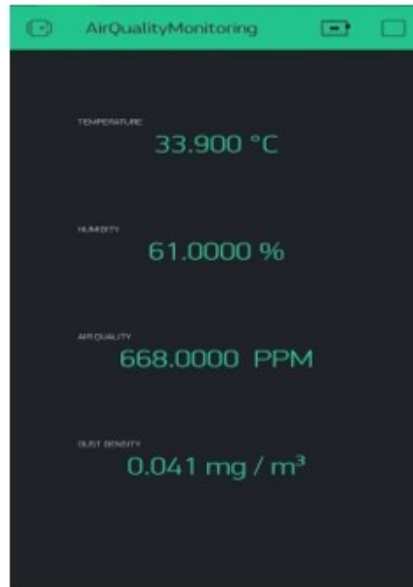 AirQualityMonitoring
TEMPERATURE
33.900 °C
HUMIDITY
61.0000 %
AIR QUALITY
668.0000 PPM
DUST DENSITY
0.041 mg / m³